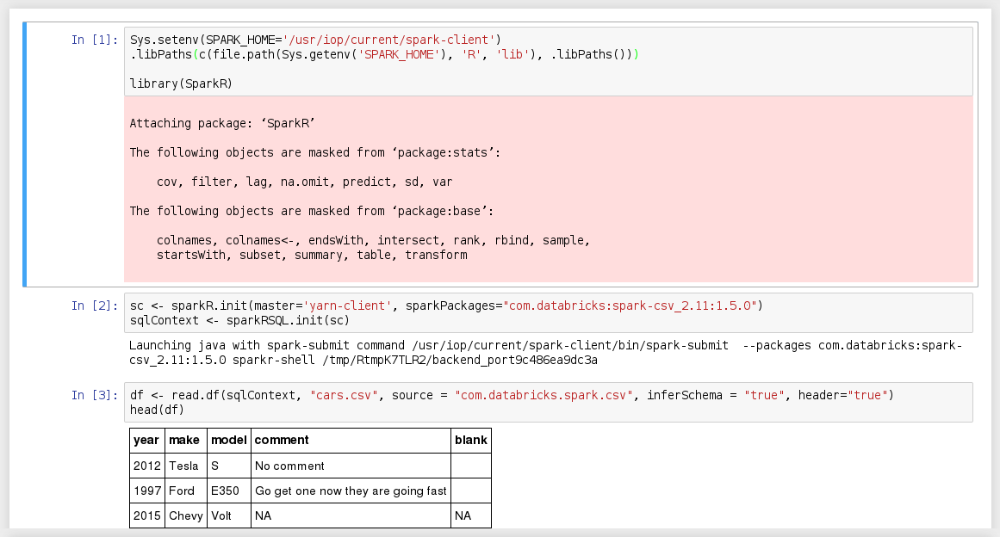 In [1]: Sys.setenv(SPARK_HOME='/usr/iop/current/spark-client')
.libPaths(c(file.path(Sys.getenv('SPARK_HOME'), 'R', 'lib'), .libPaths()))
library(SparkR)
Attaching package: ‘SparkR’
The following objects are masked from ‘package:stats’:
cov, filter, lag, na.omit, predict, sd, var
The following objects are masked from ‘package:base’:
colnames, colnames<-, endsWith, intersect, rank, rbind, sample,
startsWith, subset, summary, table, transform
In [2]: sc <- sparkR.init(master='yarn-client', sparkPackages="com.databricks:spark-csv_2.11:1.5.0")
sqlContext <- sparkRSQL.init(sc)
Launching java with spark-submit command /usr/iop/current/spark-client/bin/spark-submit  --packages com.databricks:spark-
csv_2.11:1.5.0 sparkr-shell /tmp/RtmpK7TLR2/backend_port9c486ea9dc3a
In [3]: df <- read.df(sqlContext, "cars.csv", source = "com.databricks.spark.csv", inferSchema = "true", header="true")
head(df)
year make model comment blank
2012 Tesla S No comment
1997 Ford E350 Go get one now they are going fast
2015 Chevy Volt NA NA